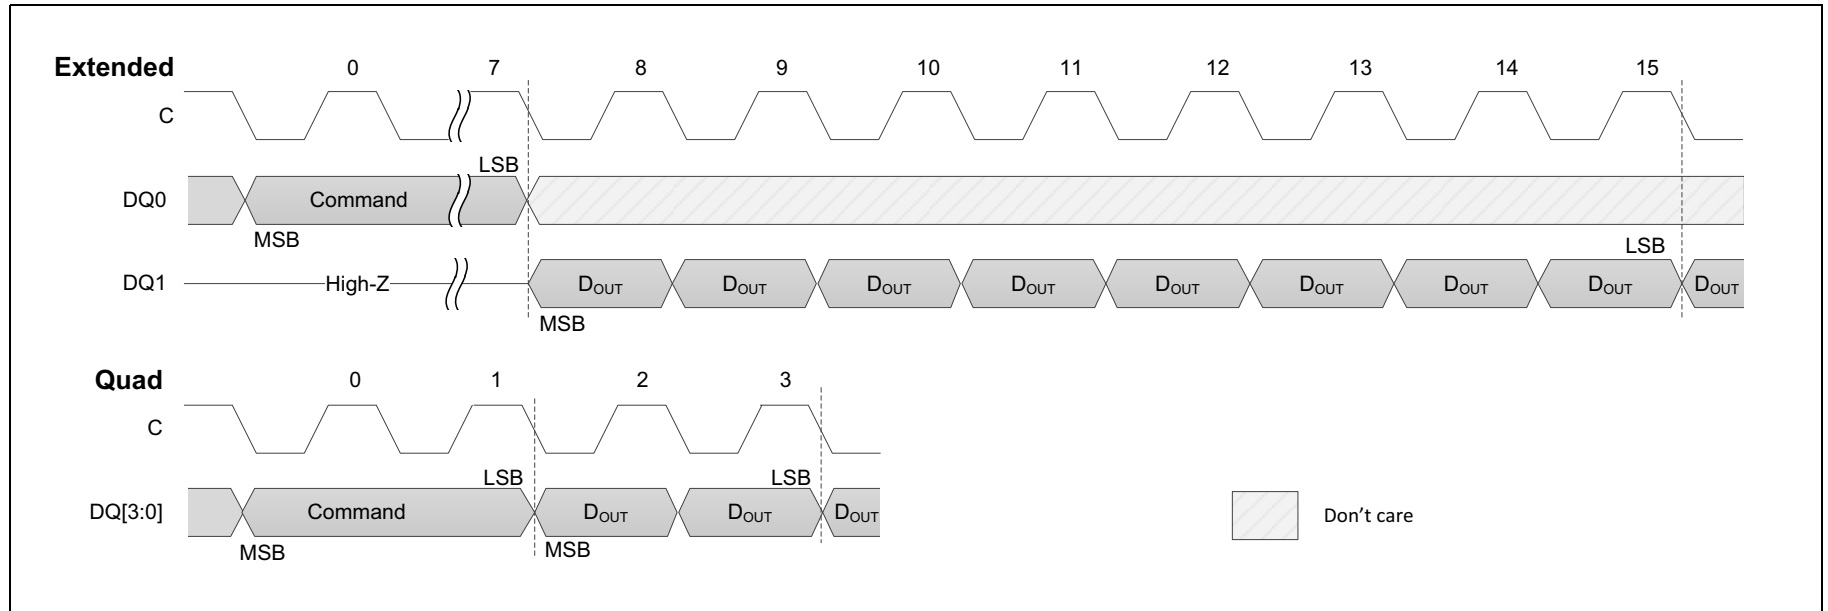 Extended 0 7 8 9 10 11 12 13 14 15
C
LSB
DQ0 Command
MSB LSB
DQ1 High-Z DOUT DOUT DOUT DOUT DOUT DOUT DOUT DOUT DOUT
MSB
Quad 0 1 2 3
C
LSB LSB
DQ[3:0] Command DOUT DOUT DOUT Don't care
MSB MSB